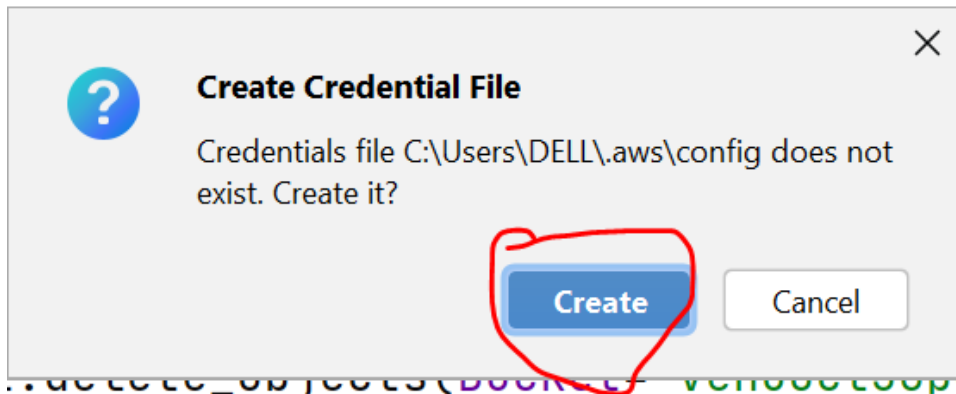 Create Credential File
Credentials file C:\Users\DELL\.aws\config does not
exist. Create it?
Create
Cancel